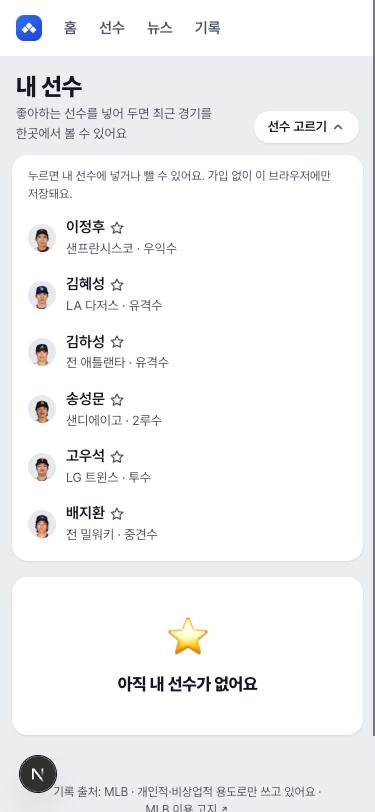 홈 선수 뉴스 기록
내 선수
좋아하는 선수를 넣어 두면 최근 경기를
한곳에서 볼 수 있어요
선수 고르기
누르면 내 선수에 넣거나 뺄 수 있어요. 가입 없이 이 브라우저에만
저장돼요.
이정후
샌프란시스코 · 우익수
김혜성
LA 다저스 · 유격수
김하성
전 애틀랜타 · 유격수
송성문
샌디에이고 · 2루수
고우석
LG 트윈스 · 투수
배지환
전 밀워키 · 중견수
아직 내 선수가 없어요
N
기록 출처: MLB · 개인적·비상업적 용도로만 쓰고 있어요 ·
MLB 이용 고지 ↗